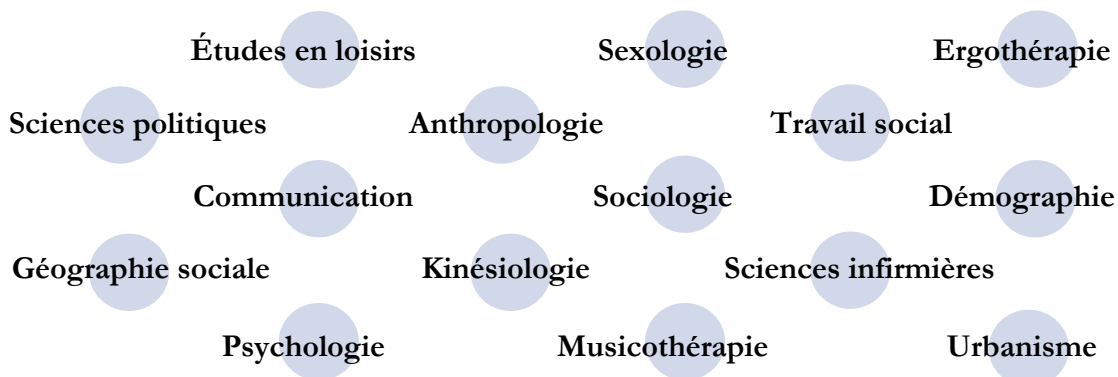 Études en loisirs Sexologie Ergothérapie
Sciences politiques Anthropologie Travail social
Communication Sociologie Démographie
Géographie sociale Kinésiologie Sciences infirmières
Psychologie Musicothérapie Urbanisme